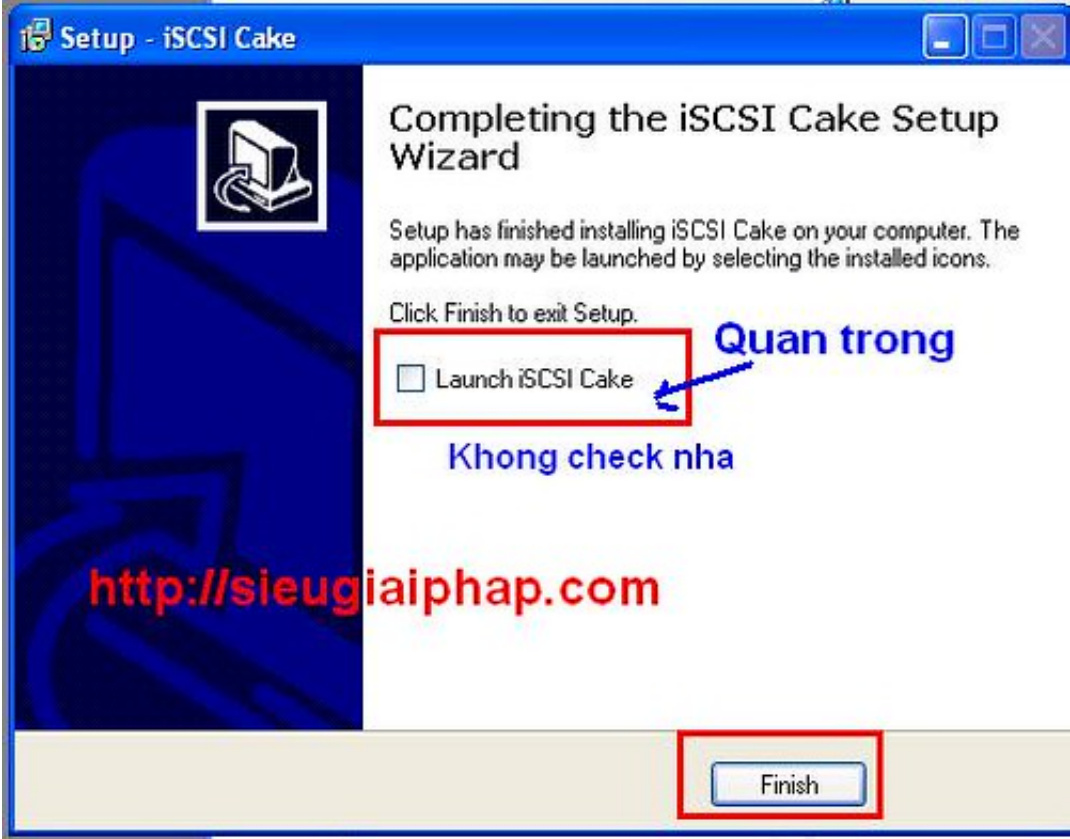 Setup - iSCSI Cake
Completing the iSCSI Cake Setup
Wizard
Setup has finished installing iSCSI Cake on your computer. The
application may be launched by selecting the installed icons.
Click Finish to exit Setup.
Quan trong
Launch iSCSI Cake
Khong check nha
http://sieugiaiphap.com
Finish